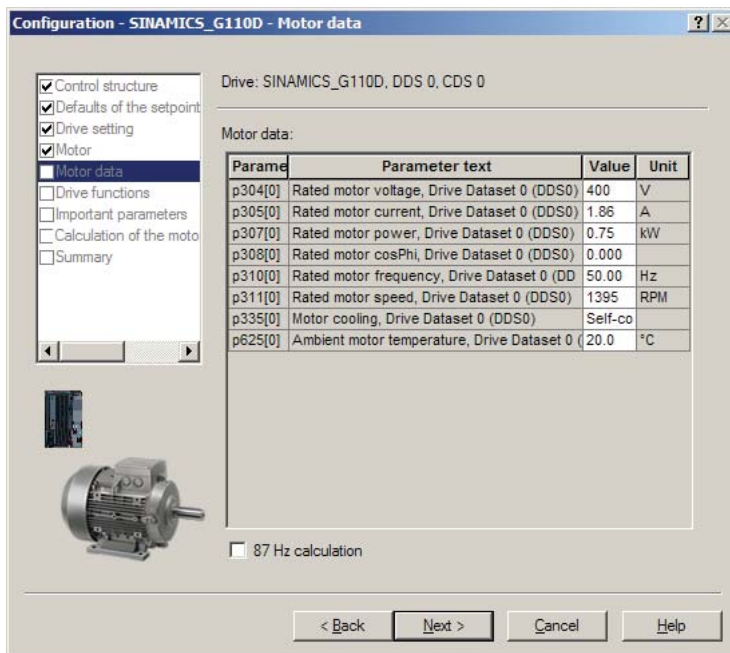 Configuration - SINAMICS_G110D - Motor data
Control structure
Defaults of the setpoint
Drive setting
Motor
Motor data
Drive functions
Important parameters
Calculation of the moto
Summary
Drive: SINAMICS_G110D, DDS 0, CDS 0
Motor data:
Parame Parameter text Value Unit
p304[0] Rated motor voltage, Drive Dataset 0 (DDS0) 400 V
p305[0] Rated motor current, Drive Dataset 0 (DDS0) 1.86 A
p307[0] Rated motor power, Drive Dataset 0 (DDS0) 0.75 kW
p308[0] Rated motor cosPhi, Drive Dataset 0 (DDS0) 0.000
p310[0] Rated motor frequency, Drive Dataset 0 (DD 50.00 Hz
p311[0] Rated motor speed, Drive Dataset 0 (DDS0) 1395 RPM
p335[0] Motor cooling, Drive Dataset 0 (DDS0) Self-co
p625[0] Ambient motor temperature, Drive Dataset 0 ( 20.0 °C
87 Hz calculation
< Back Next > Cancel Help